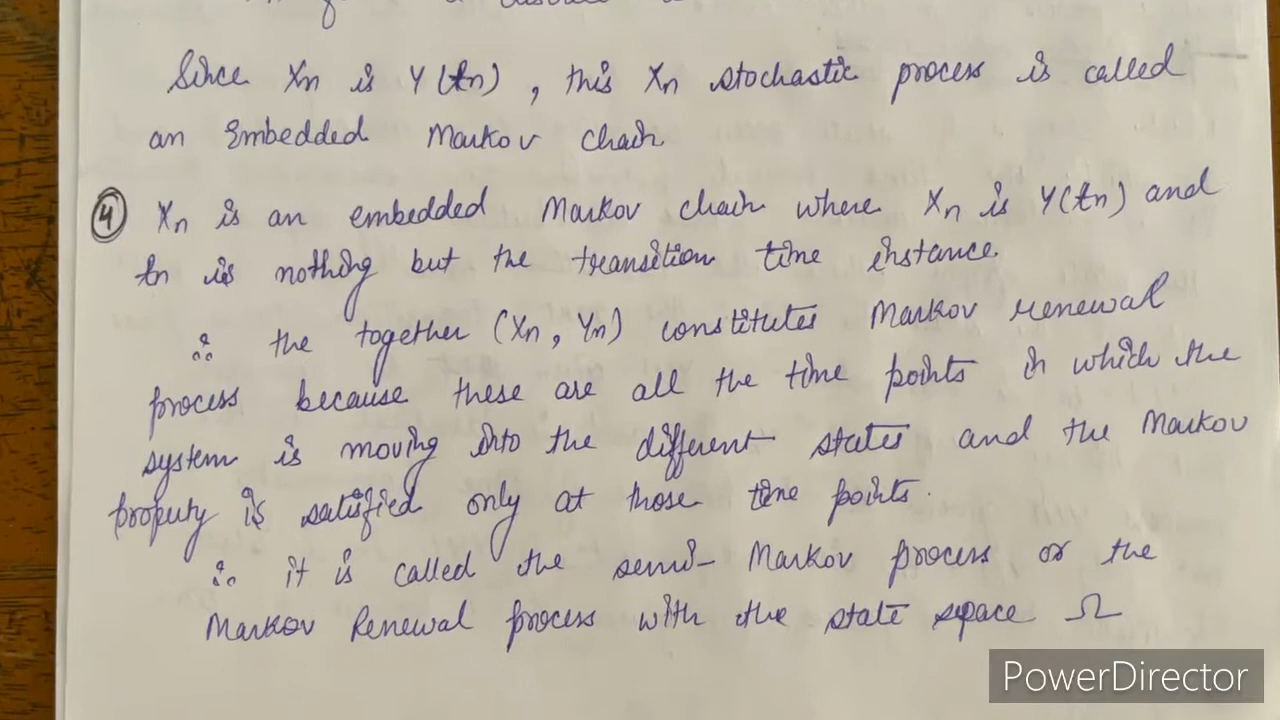 Since Xn is Y(tn), this Xn stochastic process is called
an Embedded Markov Chain
④ Xn is an embedded Markov chain where Xn is Y(tn) and
tn is nothing but the transition time instance.
∴ the together (Xn, Yn) constitutes Markov renewal
process because these are all the time points in which the
system is moving into the different states and the Markov
property is satisfied only at those time points.
∴ it is called the semi-Markov process or the
Markov Renewal process with the state space Ω
PowerDirector